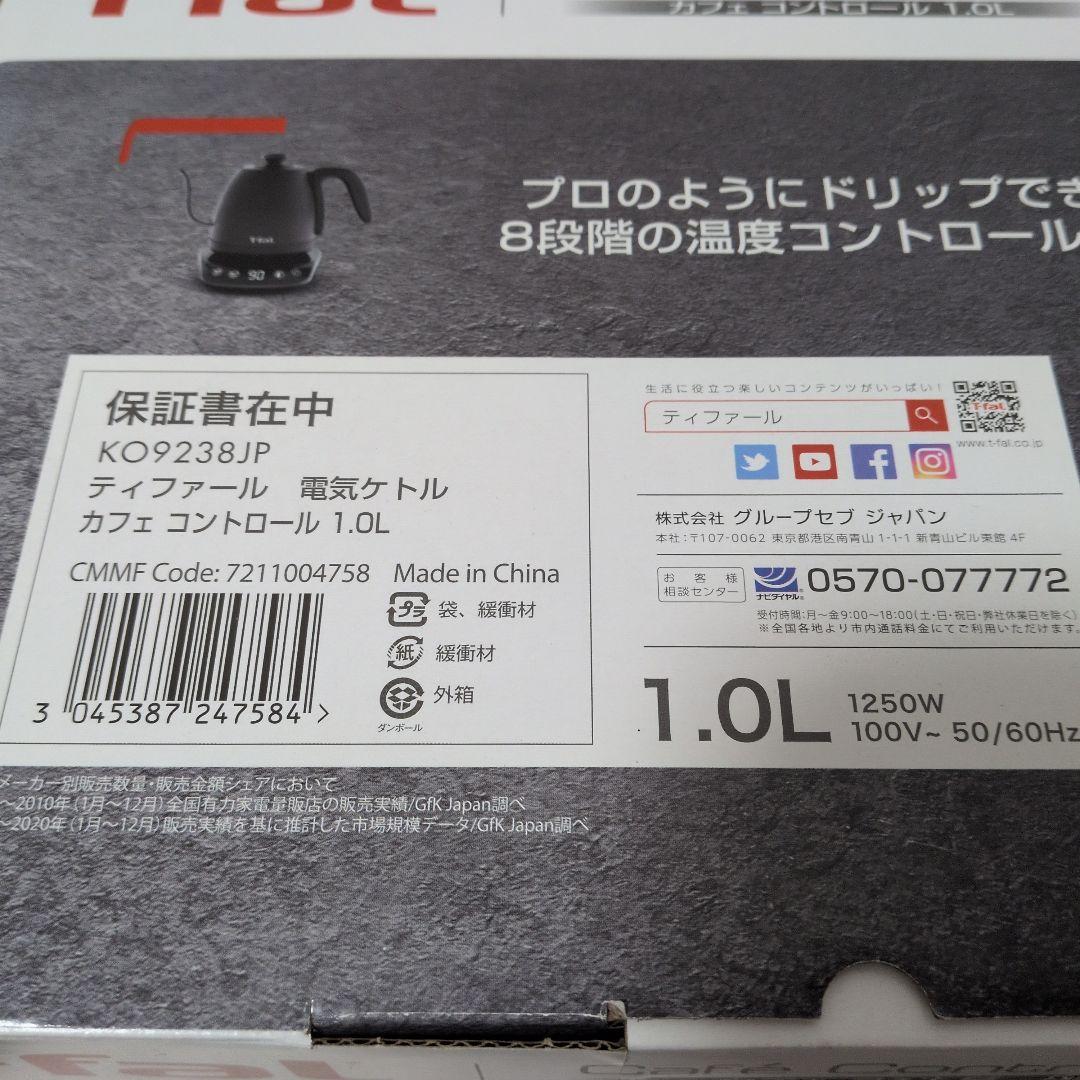 T-fal
カフェ コントロール 1.0L
プロのようにドリップでき
8段階の温度コントロール
T-fal
90
保証書在中
KO9238JP
ティファール 電気ケトル
カフェ コントロール 1.0L
CMMF Code: 7211004758 Made in China
プラ 袋、緩衝材
紙 緩衝材
外箱
ダンボール
3 045387 247584 >
生活に役立つ楽しいコンテンツがいっぱい!
ティファール
T-fal
www.t-fal.co.jp
株式会社 グループセブ ジャパン
本社:〒107-0062 東京都港区南青山 1-1-1 新青山ビル東館 4F
お客様
相談センター
ナビダイヤル
0570-077772
受付時間:月〜金9:00〜18:00(土・日・祝日・弊社休業日を除く)
※全国各地より市内通話料金にてご利用いただけます。
1.0L
1250W
100V~ 50/60Hz
メーカー別販売数量・販売金額シェアにおいて
〜2010年(1月〜12月)全国有力家電量販店の販売実績/GfK Japan調べ
〜2020年(1月〜12月)販売実績を基に推計した市場規模データ/GfK Japan調べ
fal
Café Cont